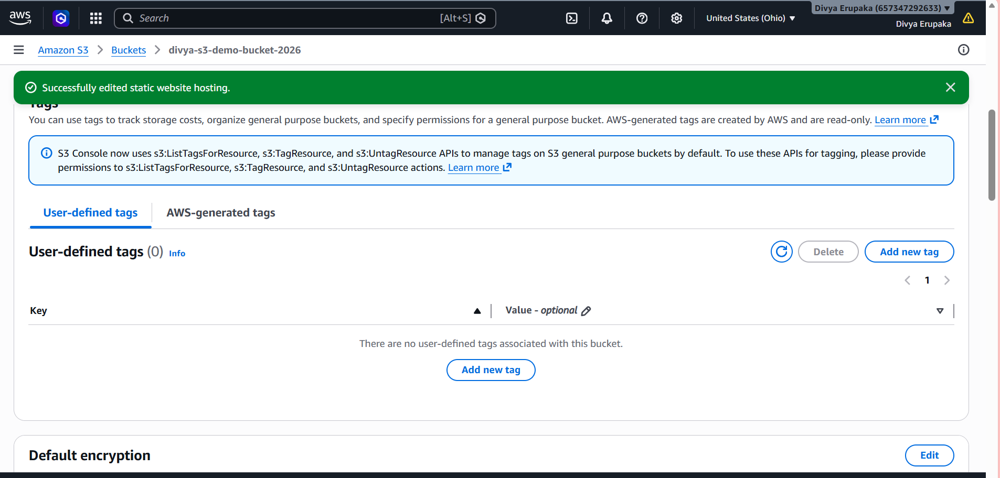 aws
Search
[Alt+S]
United States (Ohio)
Divya Erupaka (657347292633)
Divya Erupaka
Amazon S3
Buckets
divya-s3-demo-bucket-2026
Successfully edited static website hosting.
Tags
You can use tags to track storage costs, organize general purpose buckets, and specify permissions for a general purpose bucket. AWS-generated tags are created by AWS and are read-only. Learn more
S3 Console now uses s3:ListTagsForResource, s3:TagResource, and s3:UntagResource APIs to manage tags on S3 general purpose buckets by default. To use these APIs for tagging, please provide
permissions to s3:ListTagsForResource, s3:TagResource, and s3:UntagResource actions. Learn more
User-defined tags
AWS-generated tags
User-defined tags (0) Info
Delete
Add new tag
1
Key
Value - optional
There are no user-defined tags associated with this bucket.
Add new tag
Default encryption
Edit